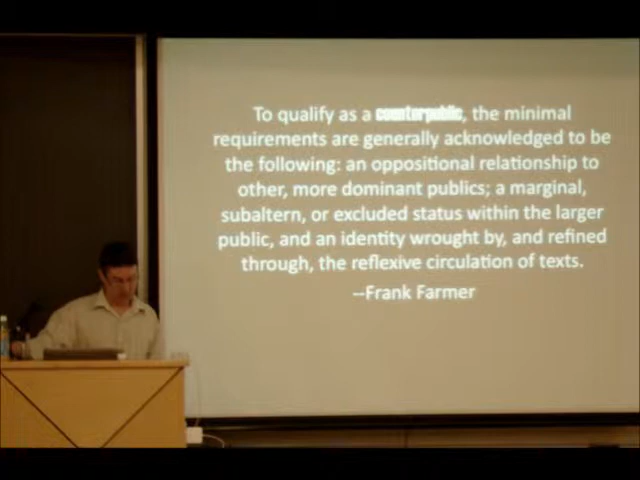 To qualify as a counterpublic, the minimal
requirements are generally acknowledged to be
the following: an oppositional relationship to
other, more dominant publics; a marginal,
subaltern, or excluded status within the larger
public, and an identity wrought by, and refined
through, the reflexive circulation of texts.
--Frank Farmer